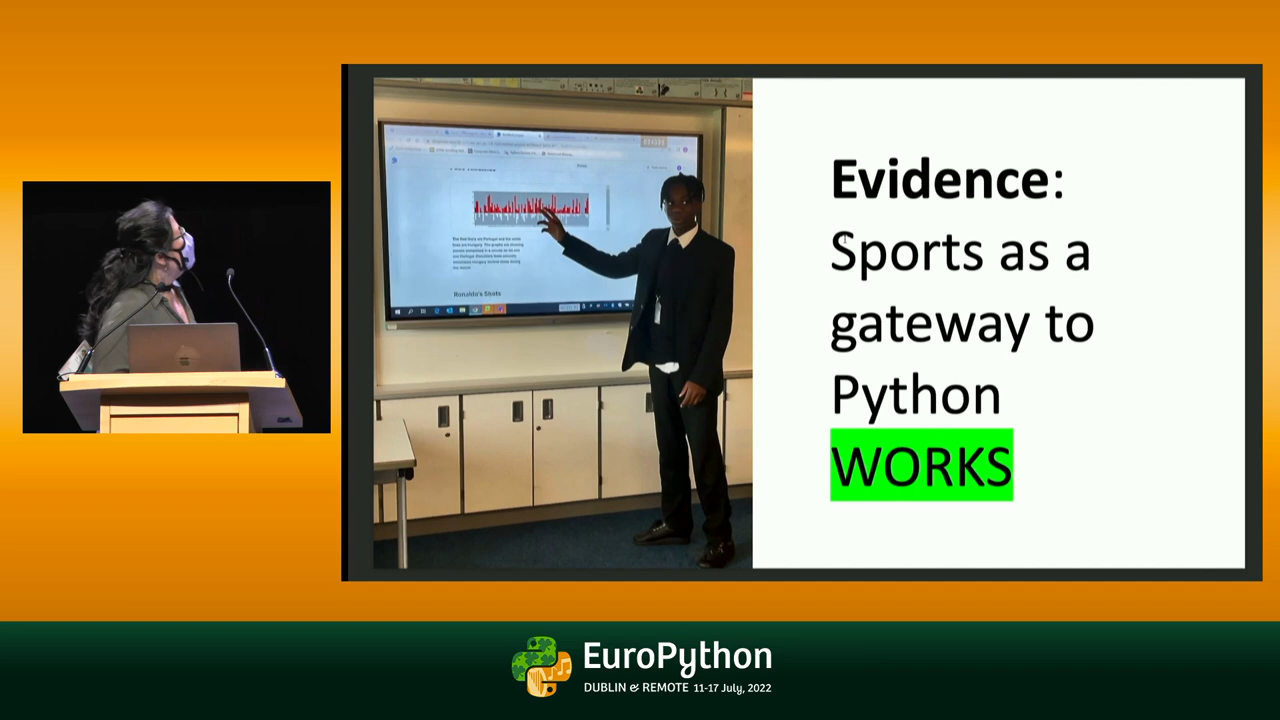 Evidence:
Sports as a
gateway to
Python
WORKS
Ronaldo's Shots
EuroPython
DUBLIN & REMOTE 11-17 July, 2022